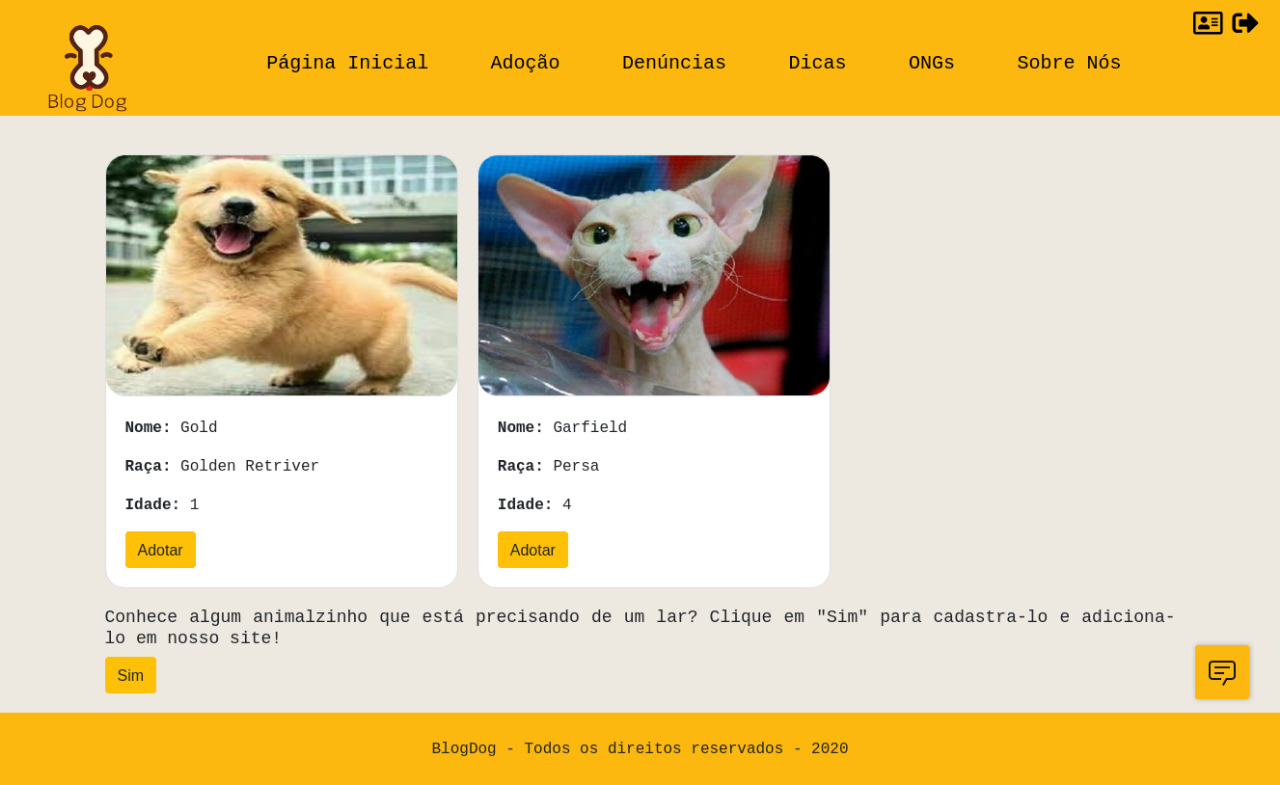 Blog Dog
Página Inicial
Adoção
Denúncias
Dicas
ONGs
Sobre Nós
Nome: Gold
Raça: Golden Retriver
Idade: 1
Adotar
Nome: Garfield
Raça: Persa
Idade: 4
Adotar
Conhece algum animalzinho que está precisando de um lar? Clique em "Sim" para cadastra-lo e adiciona-
lo em nosso site!
Sim
BlogDog - Todos os direitos reservados - 2020